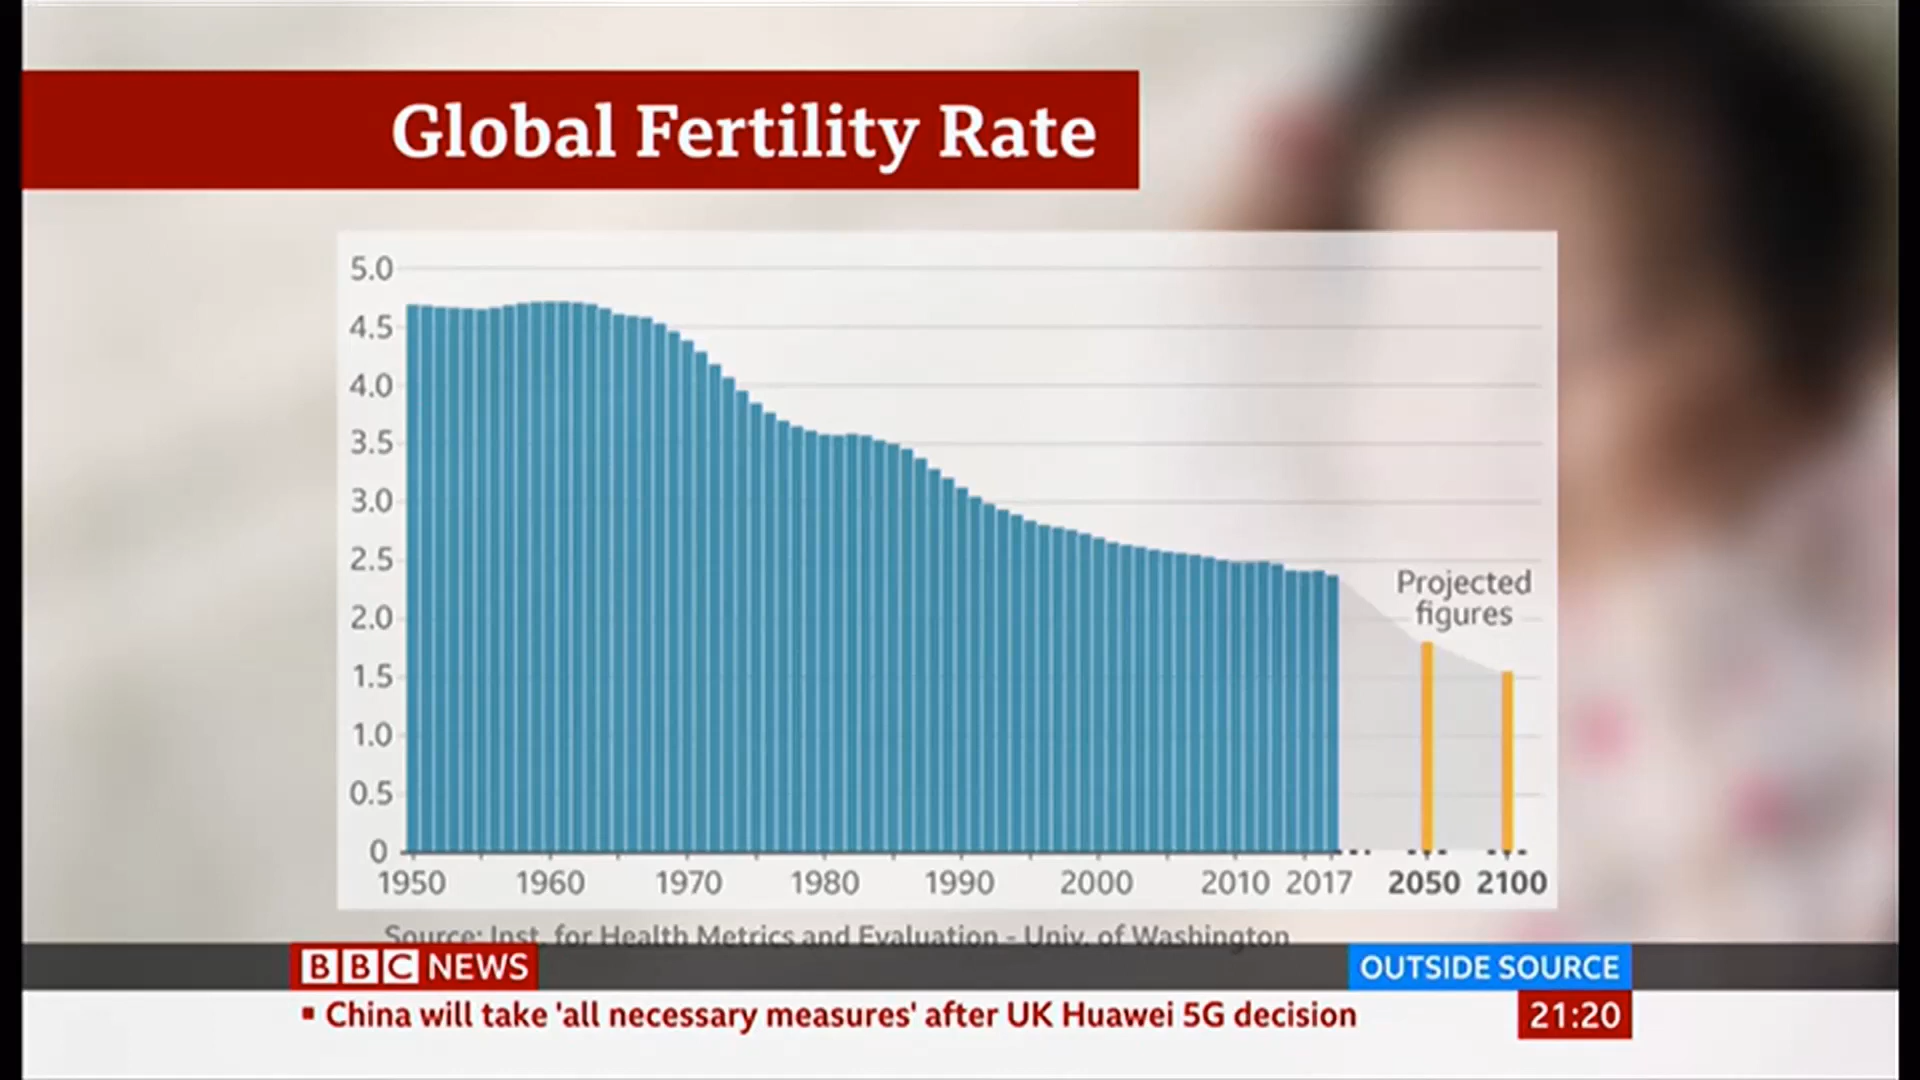 Global Fertility Rate
5.0
4.5
4.0
3.5
3.0
2.5
2.0
1.5
1.0
0.5
0
Projected
figures
1950 1960 1970 1980 1990 2000 2010 2017 2050 2100
Source: Inst. for Health Metrics and Evaluation - Univ. of Washington
BBC NEWS
OUTSIDE SOURCE
China will take 'all necessary measures' after UK Huawei 5G decision
21:20